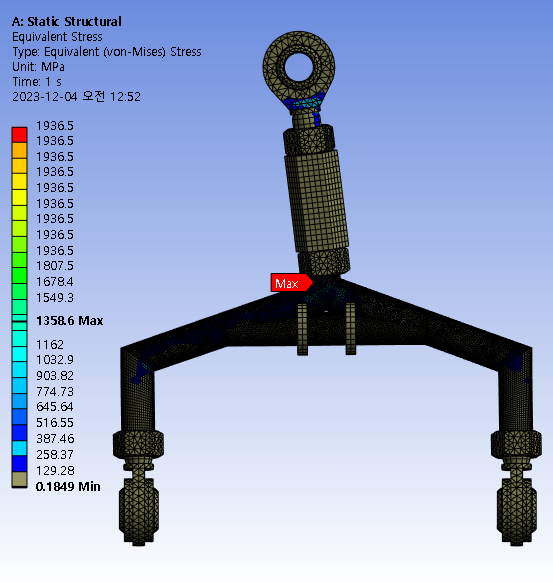 A: Static Structural
Equivalent Stress
Type: Equivalent (von-Mises) Stress
Unit: MPa
Time: 1 s
2023-12-04 오전 12:52
1936.5
1936.5
1936.5
1936.5
1936.5
1936.5
1936.5
1936.5
1936.5
1807.5
1678.4
1549.3
1358.6 Max
1162
1032.9
903.82
774.73
645.64
516.55
387.46
258.37
129.28
0.1849 Min
Max